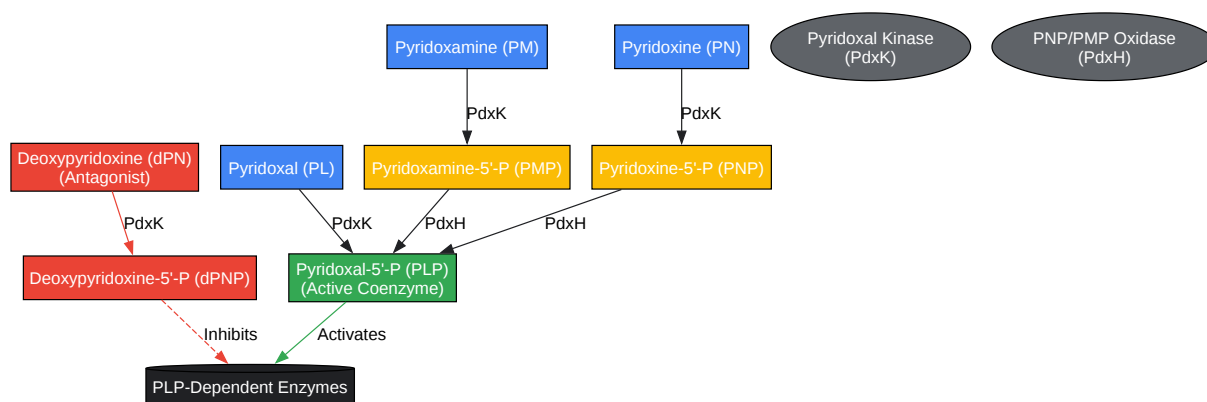 Pyridoxamine (PM)
Pyridoxine (PN)
Pyridoxal Kinase
(PdxK)
PNP/PMP Oxidase
(PdxH)
PdxK
PdxK
Deoxypyridoxine (dPN)
(Antagonist)
Pyridoxal (PL)
Pyridoxamine-5'-P (PMP)
Pyridoxine-5'-P (PNP)
PdxK
PdxK
PdxH
PdxH
Deoxypyridoxine-5'-P (dPNP)
Pyridoxal-5'-P (PLP)
(Active Coenzyme)
Inhibits
Activates
PLP-Dependent Enzymes